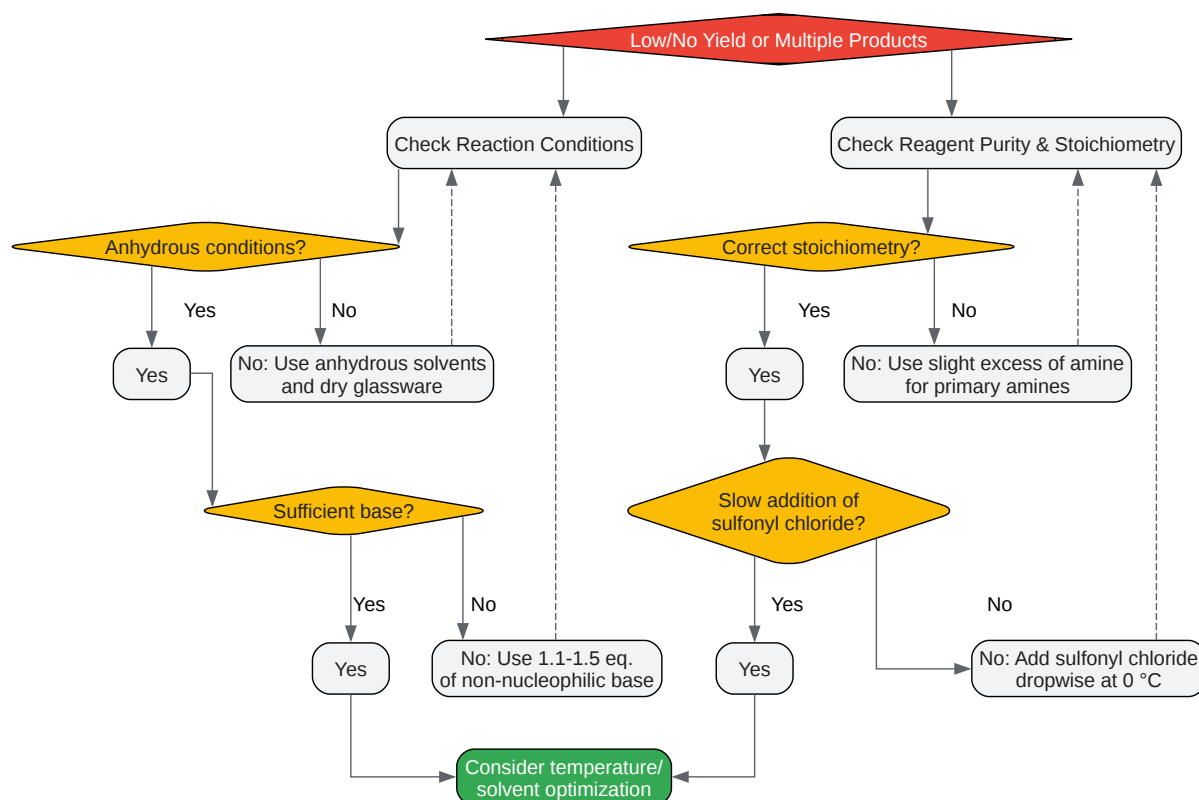 Low/No Yield or Multiple Products
Check Reaction Conditions
Check Reagent Purity & Stoichiometry
Anhydrous conditions?
Correct stoichiometry?
Yes
No
Yes
No
Yes
No: Use anhydrous solvents
and dry glassware
Yes
No: Use slight excess of amine
for primary amines
Sufficient base?
Slow addition of
sulfonyl chloride?
Yes
No
Yes
No
Yes
No: Use 1.1-1.5 eq.
of non-nucleophilic base
Yes
No: Add sulfonyl chloride
dropwise at 0 °C
Consider temperature/
solvent optimization